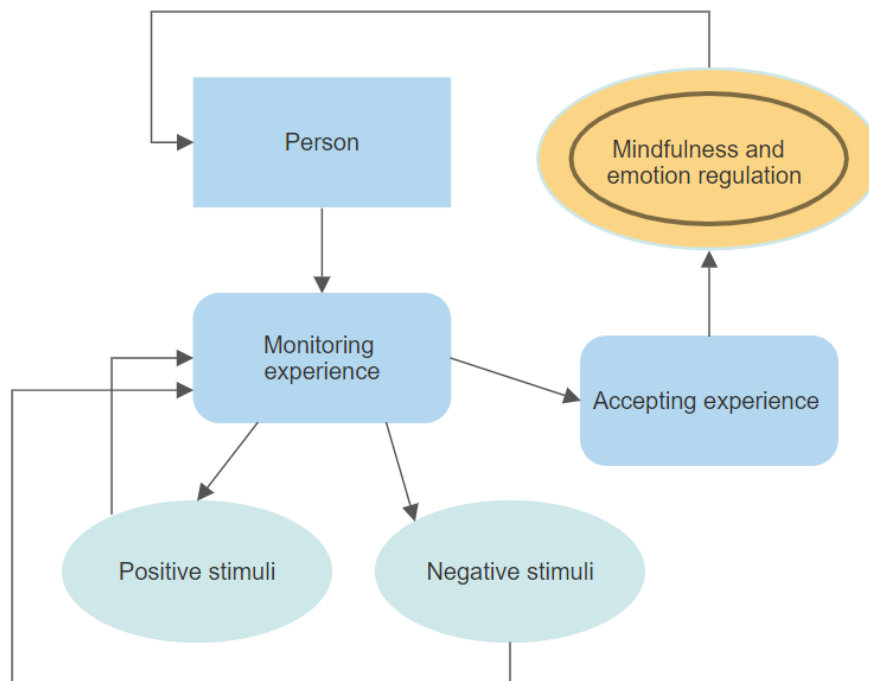 Person
Mindfulness and
emotion regulation
Monitoring
experience
Accepting experience
Positive stimuli
Negative stimuli